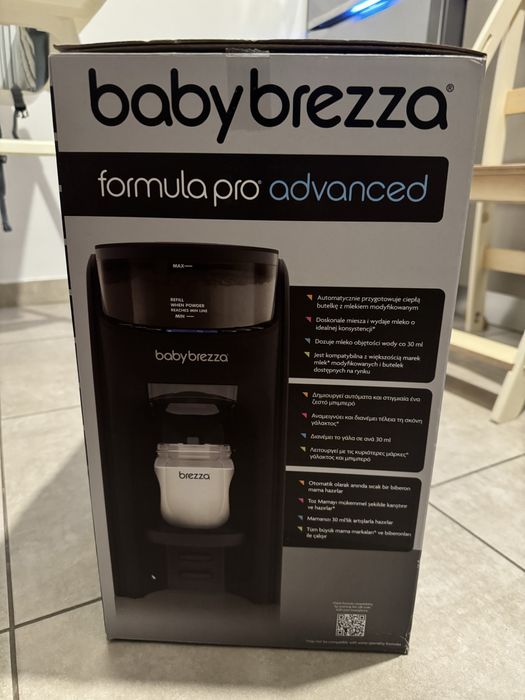 babybrezza®
formula pro® advanced
MAX
REFILL
WHEN POWDER
REACHES MIN LINE
MIN
babybrezza®
brezza
Automatycznie przygotowuje ciepłą
butelkę z mlekiem modyfikowanym
Doskonale miesza i wydaje mleko o
idealnej konsystencji*
Dozuje mleko objętości wody co 30 ml
Jest kompatybilna z większością marek
mlek* modyfikowanych i butelek
dostępnych na rynku
Δημιουργεί αυτόματα και στιγμιαία ένα
ζεστό μπιμπερό
Αναμειγνύει και διανέμει τέλεια τη σκόνη
γάλακτος*
Διανέμει το γάλα σε ανά 30 ml
Λειτουργεί με τις κυριότερες μάρκες*
γάλακτος και μπιμπερό
Otomatik olarak anında sıcak bir biberon
mama hazırlar
Toz Mamayı mükemmel şekilde karıştırır
ve hazırlar*
Mamanızı 30 ml'lik artışlarla hazırlar
Tüm büyük mama markaları* ve biberonları
ile çalışır